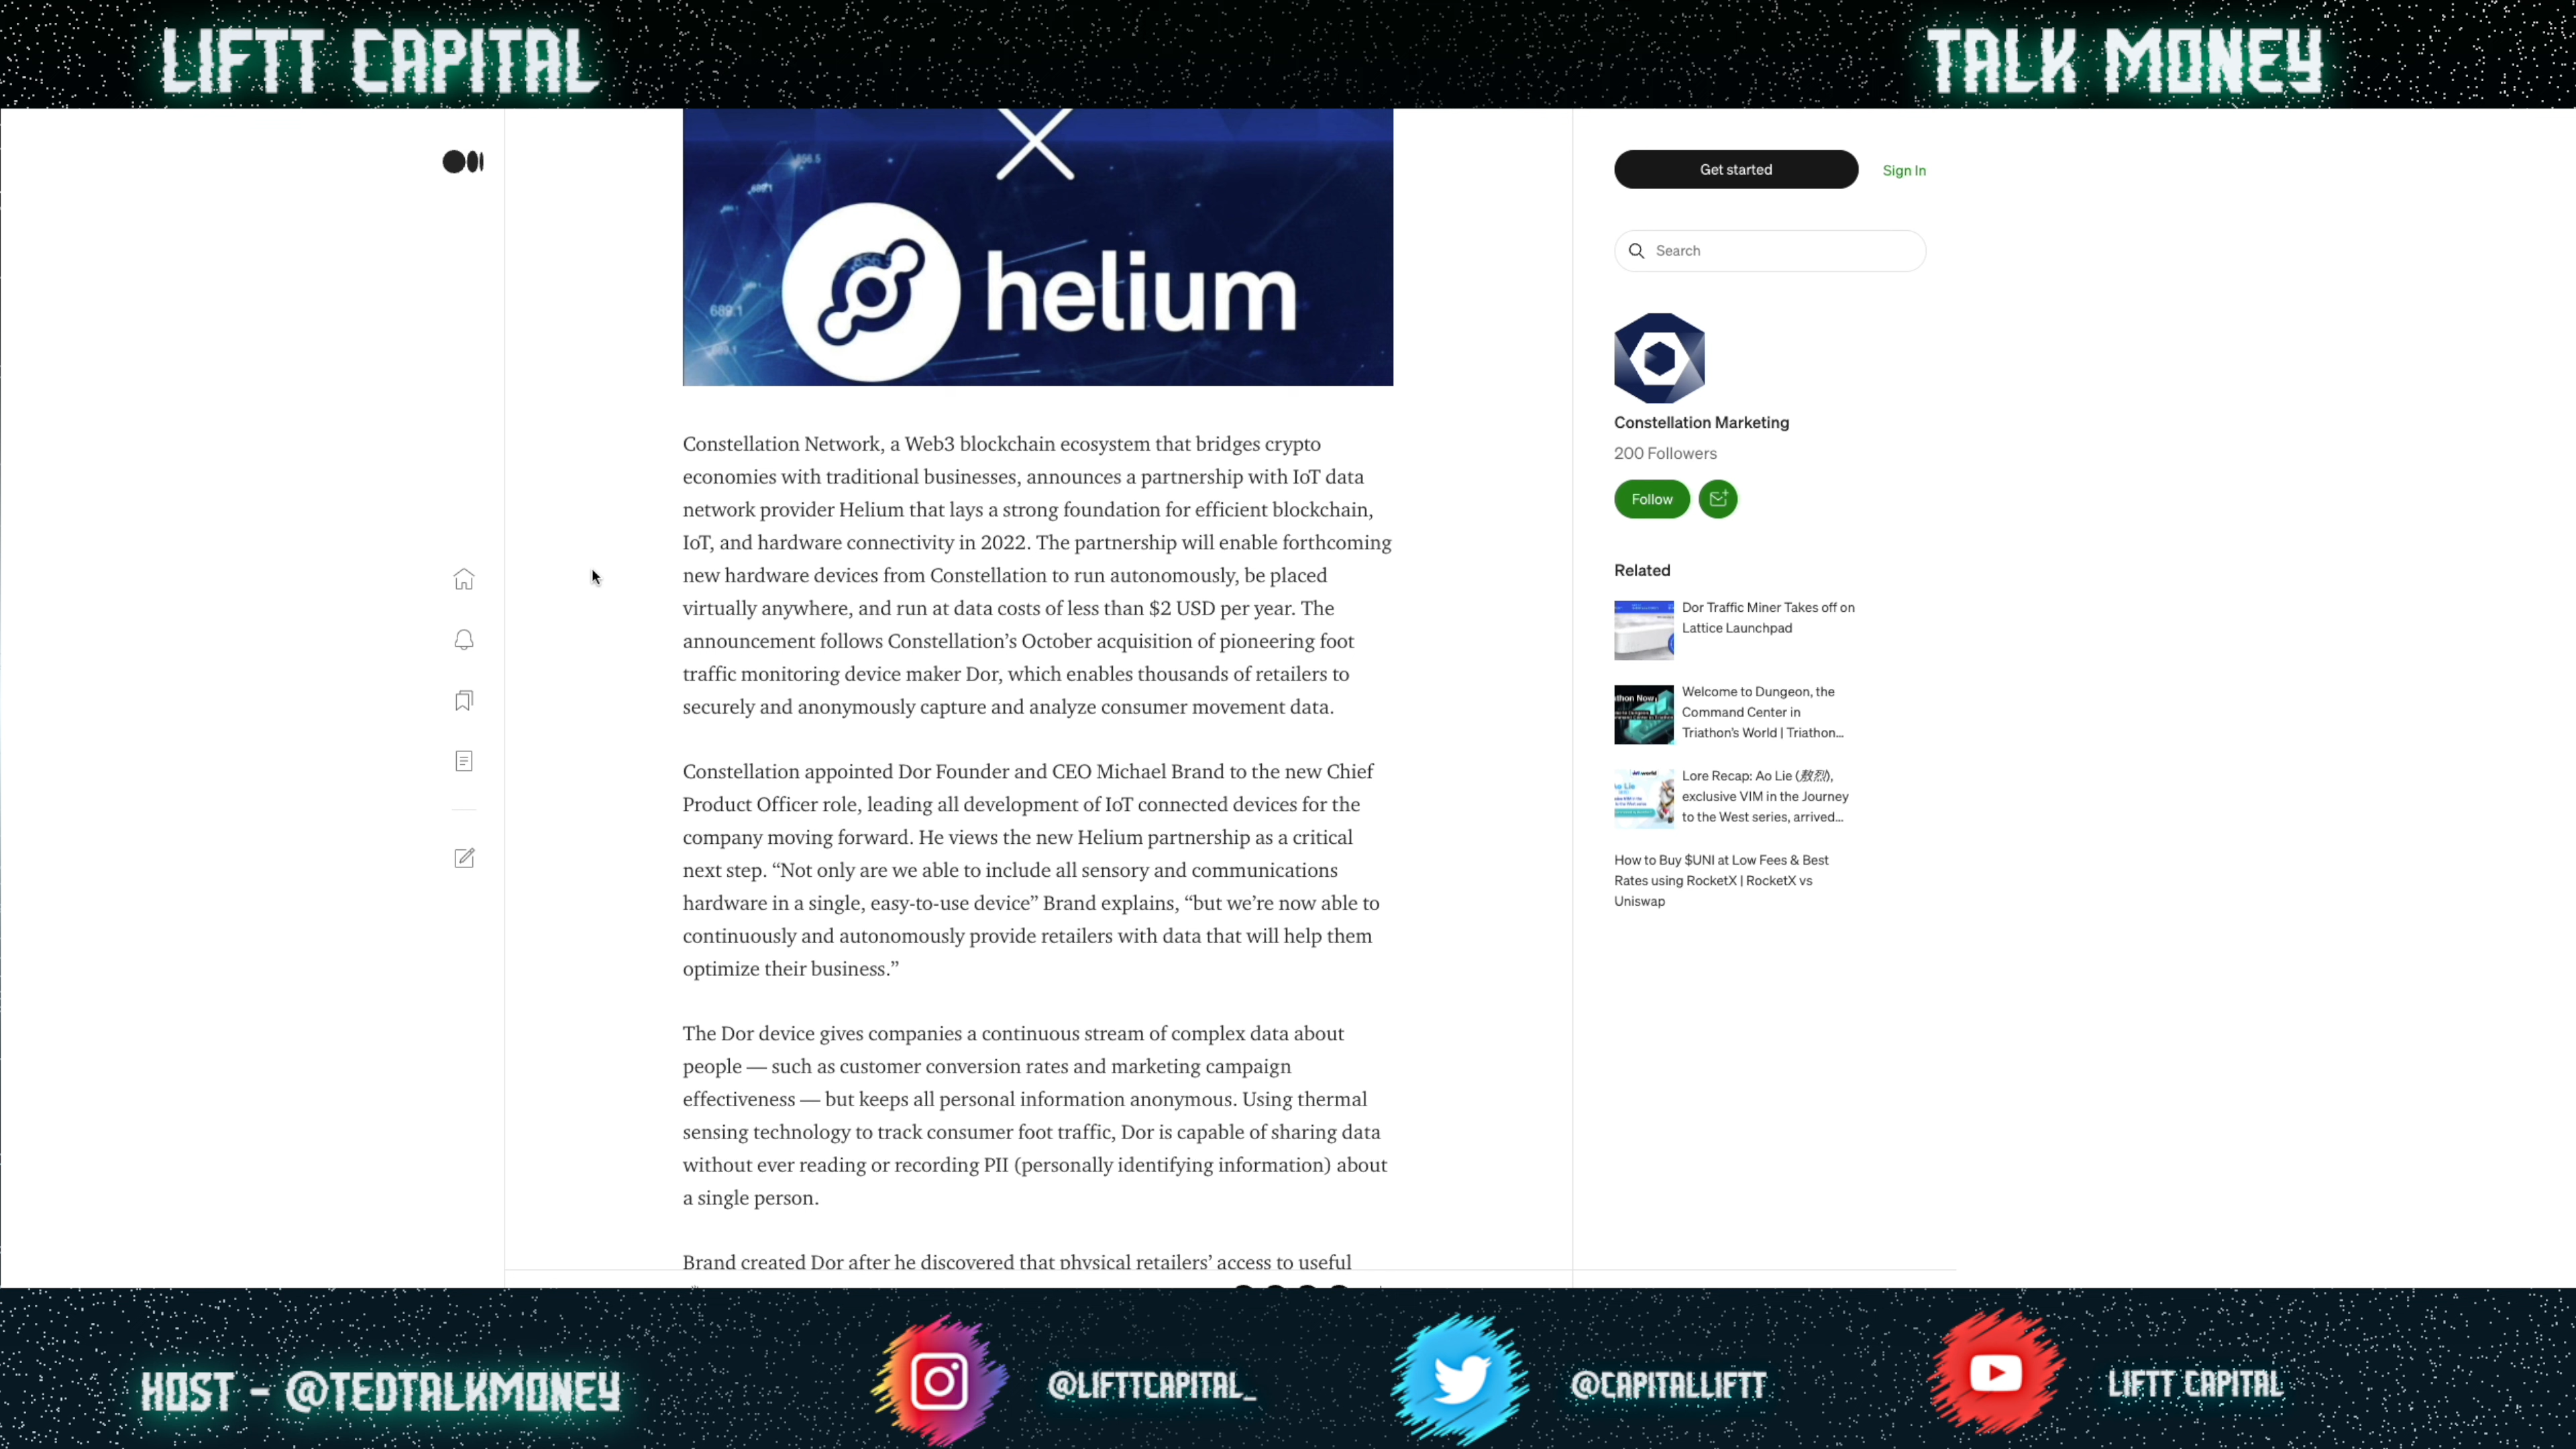 LIFTT CAPITAL
TALK MONEY
helium
Constellation Network, a Web3 blockchain ecosystem that bridges crypto
economies with traditional businesses, announces a partnership with IoT data
network provider Helium that lays a strong foundation for efficient blockchain,
IoT, and hardware connectivity in 2022. The partnership will enable forthcoming
new hardware devices from Constellation to run autonomously, be placed
virtually anywhere, and run at data costs of less than $2 USD per year. The
announcement follows Constellation’s October acquisition of pioneering foot
traffic monitoring device maker Dor, which enables thousands of retailers to
securely and anonymously capture and analyze consumer movement data.
Constellation appointed Dor Founder and CEO Michael Brand to the new Chief
Product Officer role, leading all development of IoT connected devices for the
company moving forward. He views the new Helium partnership as a critical
next step. “Not only are we able to include all sensory and communications
hardware in a single, easy-to-use device” Brand explains, “but we’re now able to
continuously and autonomously provide retailers with data that will help them
optimize their business.”
The Dor device gives companies a continuous stream of complex data about
people — such as customer conversion rates and marketing campaign
effectiveness — but keeps all personal information anonymous. Using thermal
sensing technology to track consumer foot traffic, Dor is capable of sharing data
without ever reading or recording PII (personally identifying information) about
a single person.
Brand created Dor after he discovered that physical retailers’ access to useful
Get started
Sign In
Search
Constellation Marketing
200 Followers
Follow
Related
Dor Traffic Miner Takes off on
Lattice Launchpad
Welcome to Dungeon, the
Command Center in
Triathon’s World | Triathon…
Lore Recap: Ao Lie (敖烈),
exclusive VIM in the Journey
to the West series, arrived…
How to Buy $UNI at Low Fees & Best
Rates using RocketX | RocketX vs
Uniswap
HOST - @TEDTALKMONEY
@LIFTTCAPITAL_
@CAPITALLIFTT
LIFTT CAPITAL